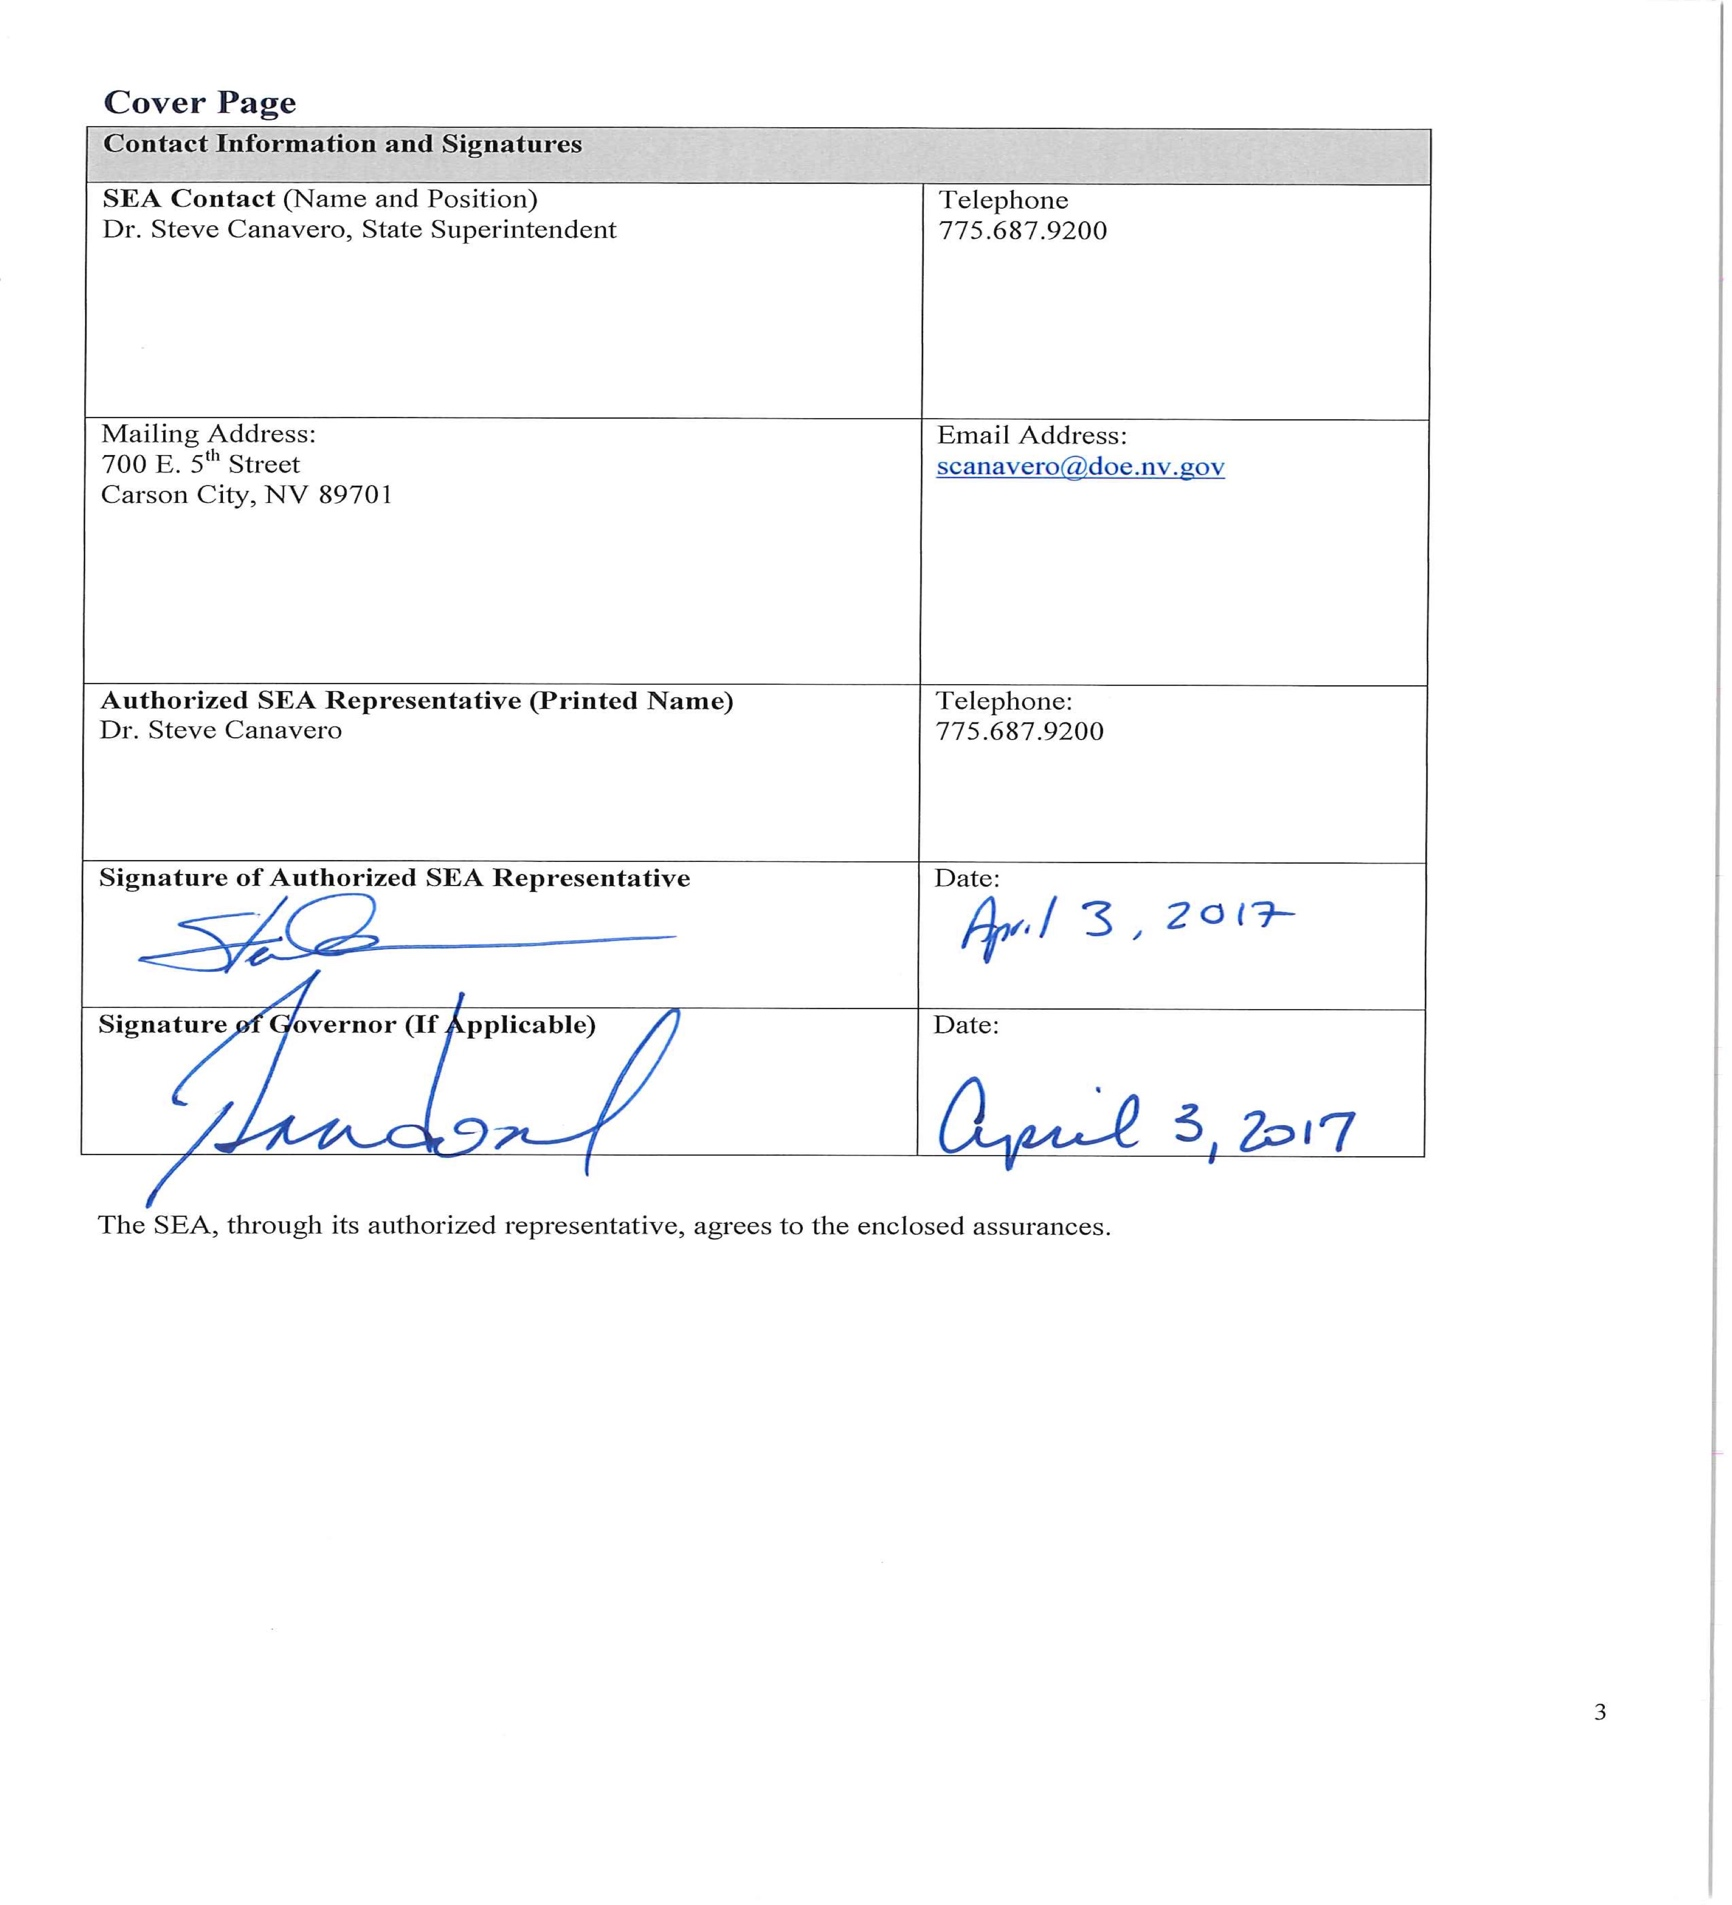 Cover Page
Contact Information and Signatures
SEA Contact (Name and Position)
Dr. Steve Canavero, State Superintendent
Telephone
775.687.9200
Mailing Address:
700 E. 5th Street
Carson City, NV 89701
Email Address:
scanavero@doe.nv.gov
Authorized SEA Representative (Printed Name)
Dr. Steve Canavero
Telephone:
775.687.9200
Signature of Authorized SEA Representative
Date:
April 3, 2017
Signature of Governor (If Applicable)
Date:
April 3, 2017
The SEA, through its authorized representative, agrees to the enclosed assurances.
3